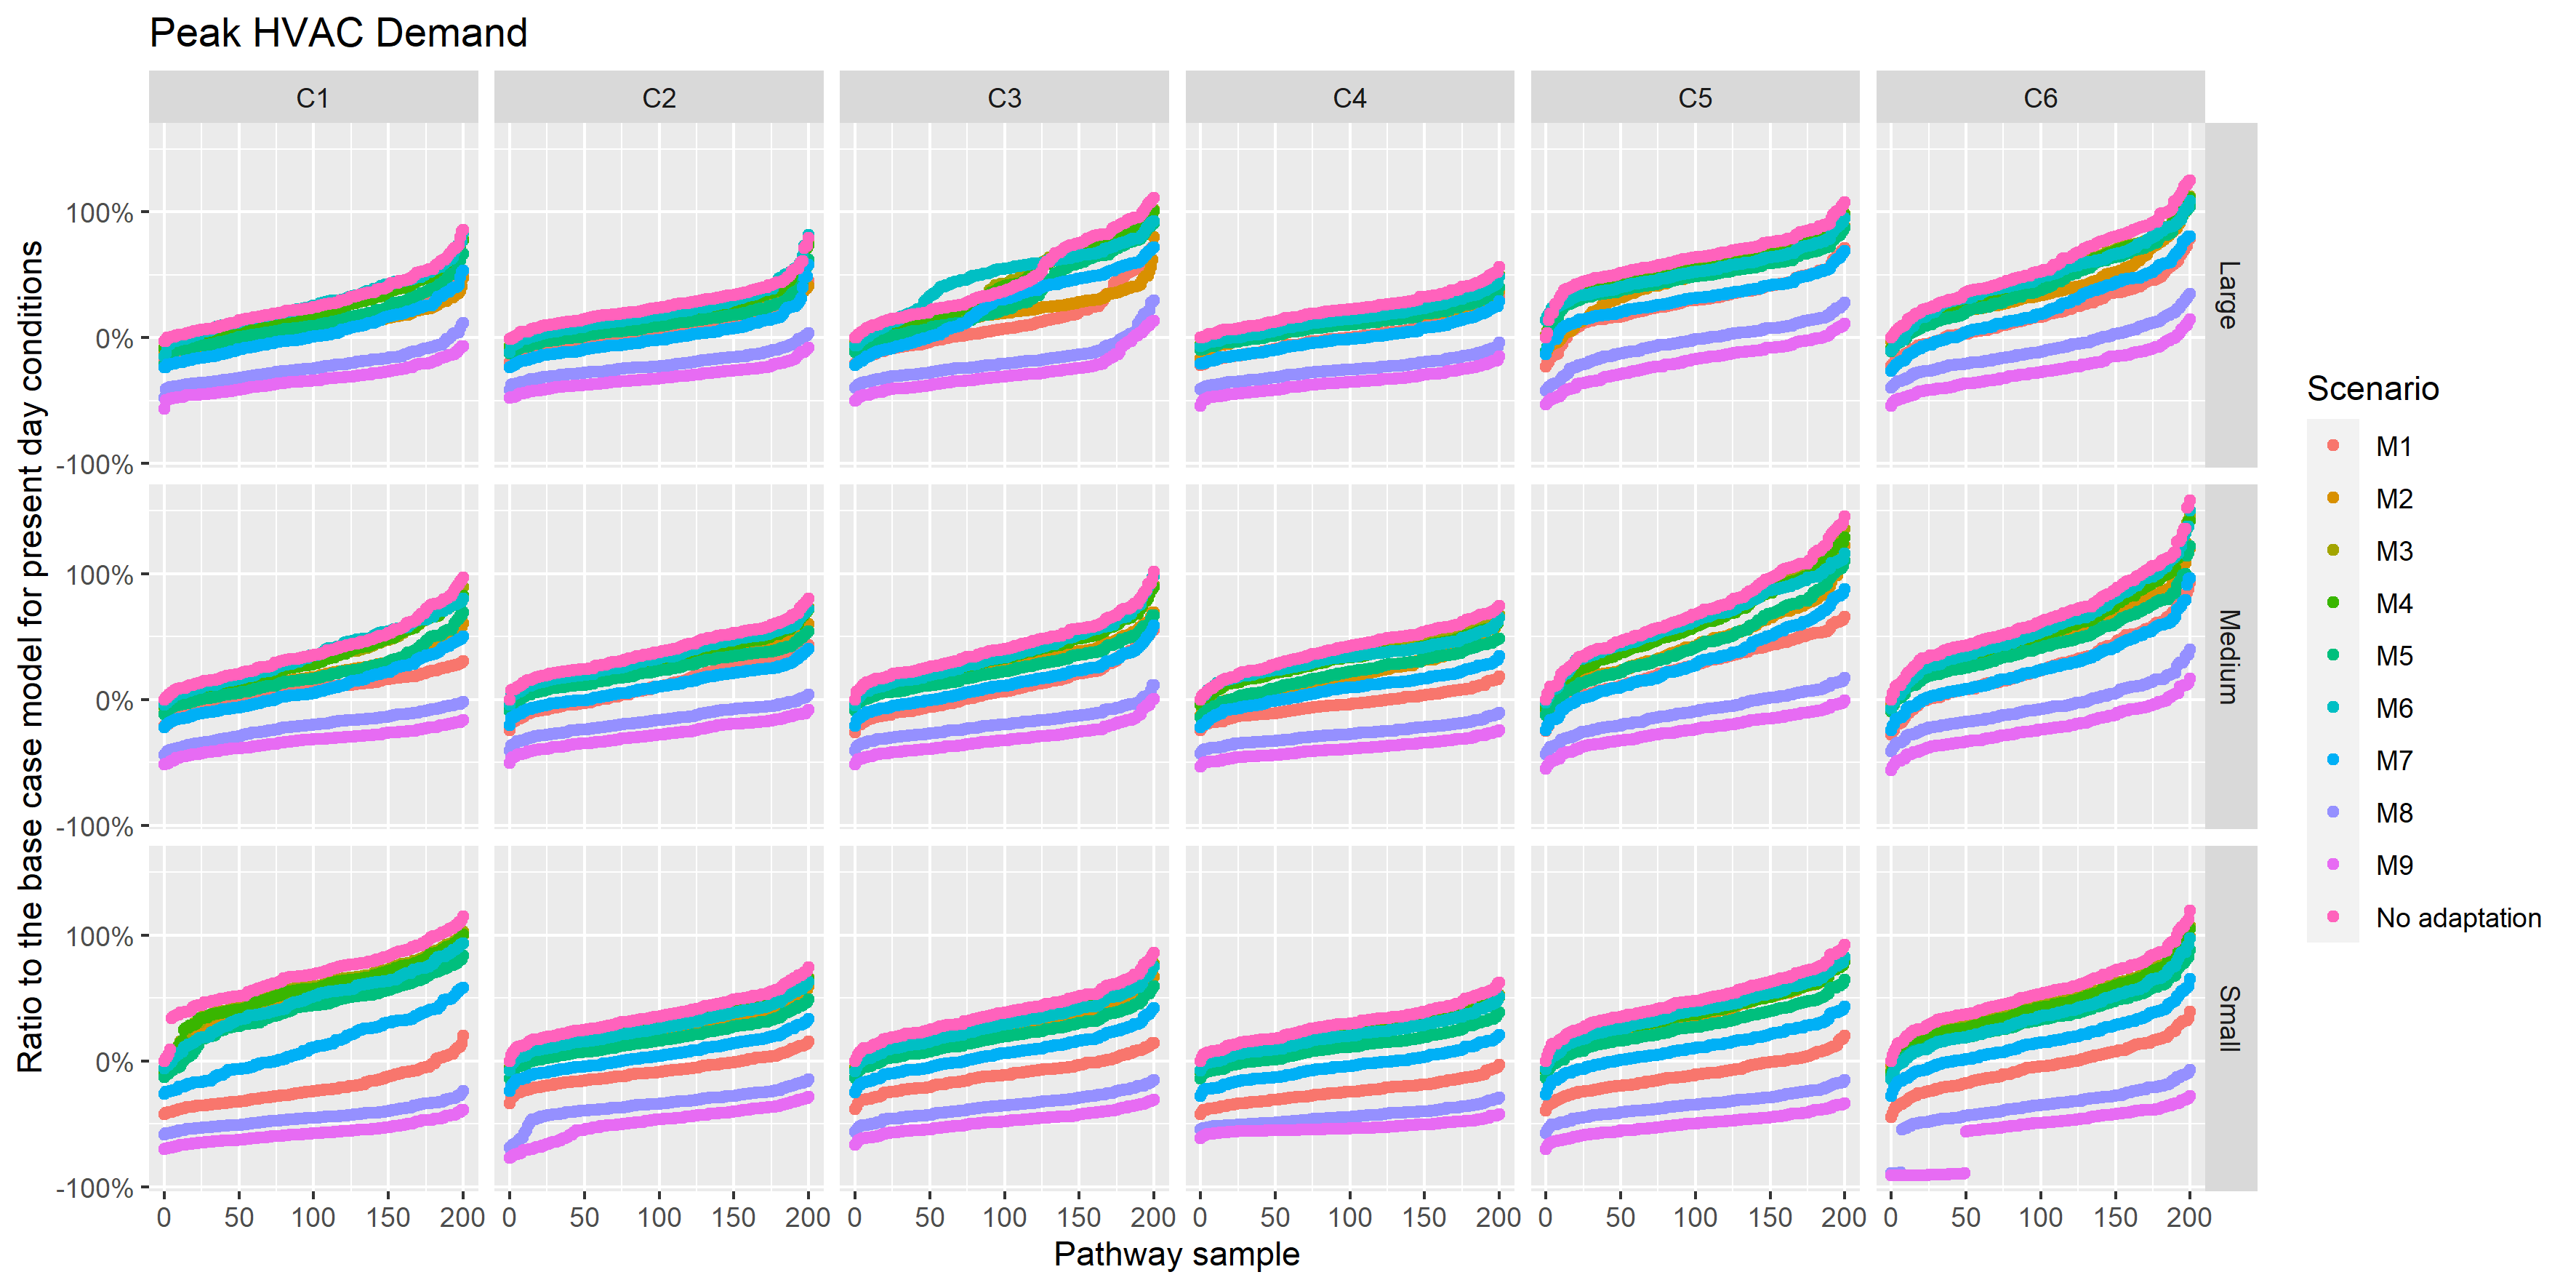 Peak HVAC Demand
C1 C2 C3 C4 C5 C6
100%
0%
-100%
Large
100%
0%
-100%
Medium
100%
0%
-100%
Small
0 50 100 150 200 0 50 100 150 200 0 50 100 150 200 0 50 100 150 200 0 50 100 150 200 0 50 100 150 200
Pathway sample
Ratio to the base case model for present day conditions
Scenario
M1
M2
M3
M4
M5
M6
M7
M8
M9
No adaptation